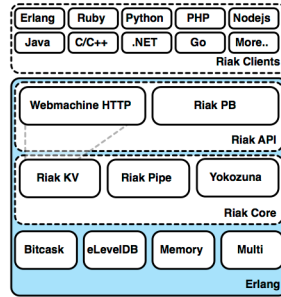 Erlang Ruby Python PHP Nodejs
Java C/C++ .NET Go More..
Riak Clients
Webmachine HTTP Riak PB
Riak API
Riak KV Riak Pipe Yokozuna
Riak Core
Bitcask eLevelDB Memory Multi
Erlang